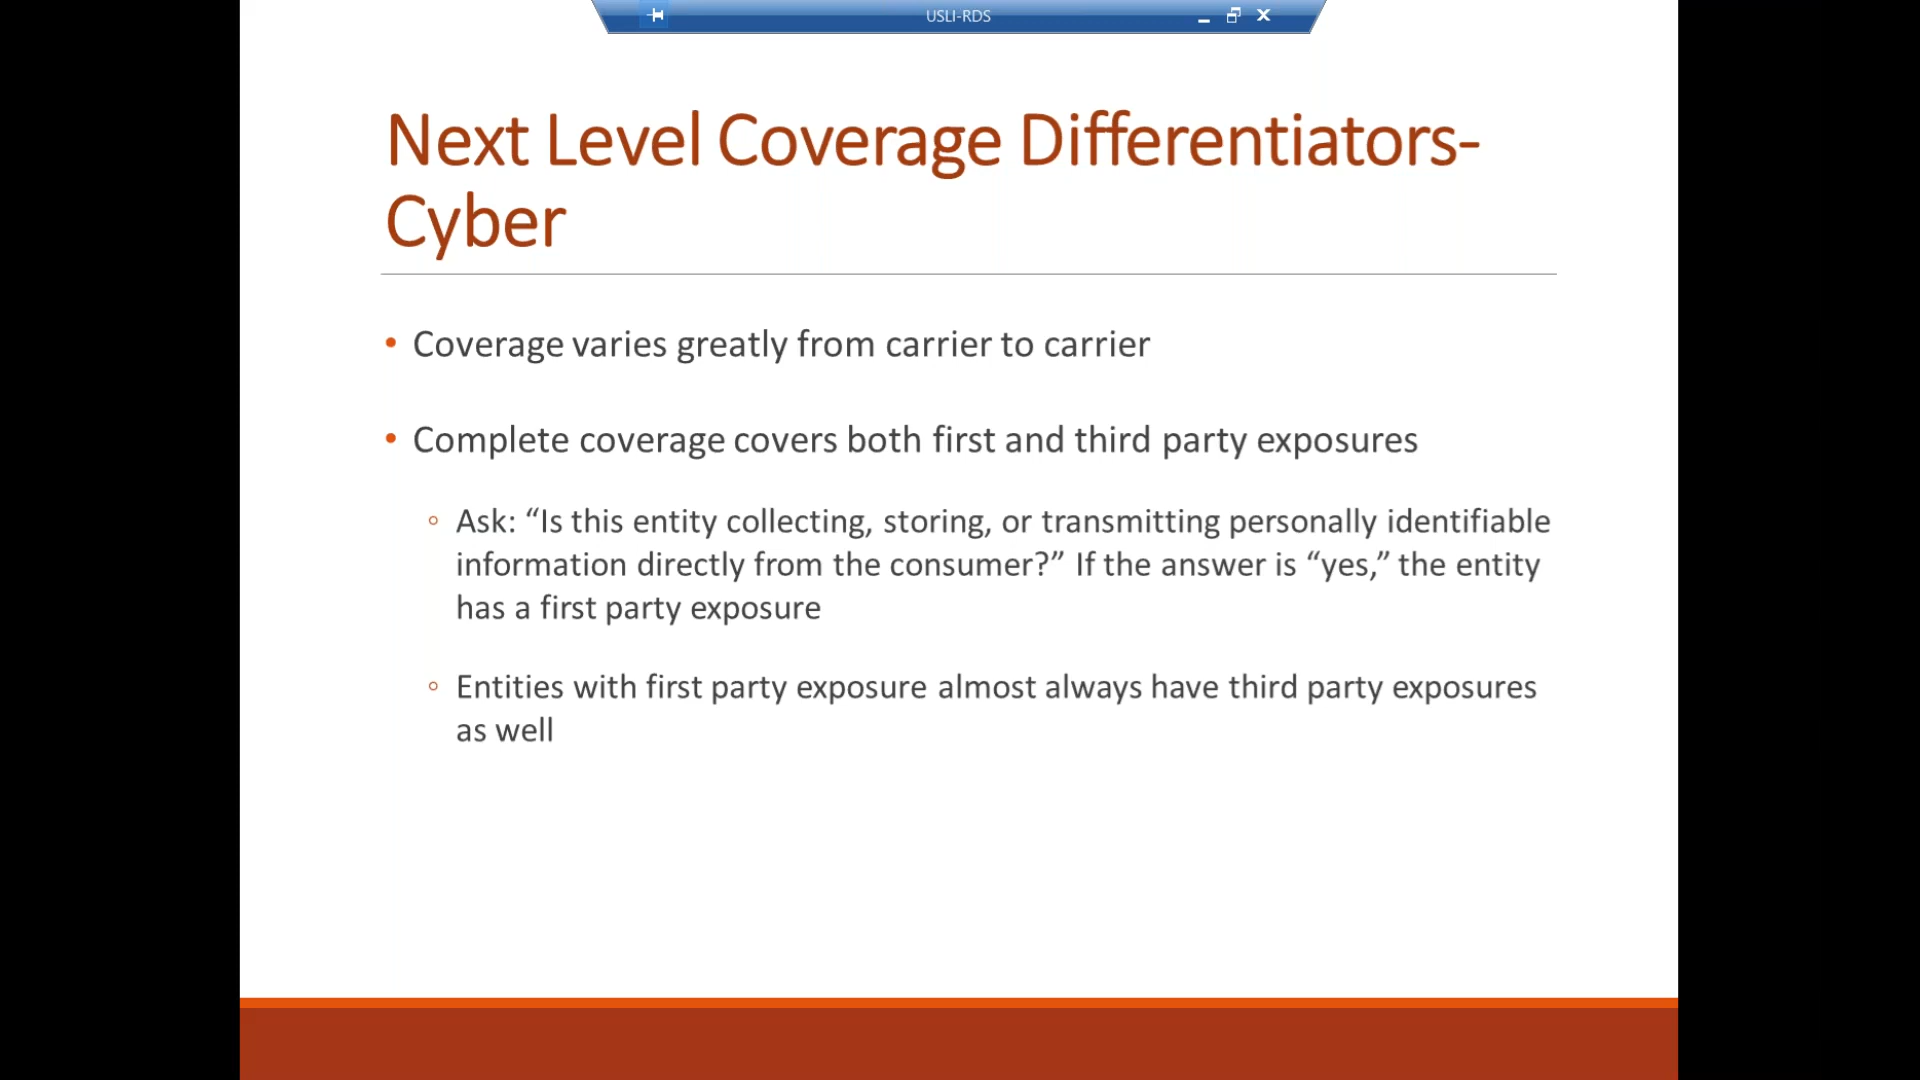 USLI-RDS
Next Level Coverage Differentiators-
Cyber
• Coverage varies greatly from carrier to carrier
• Complete coverage covers both first and third party exposures
◦ Ask: “Is this entity collecting, storing, or transmitting personally identifiable
information directly from the consumer?” If the answer is “yes,” the entity
has a first party exposure
◦ Entities with first party exposure almost always have third party exposures
as well